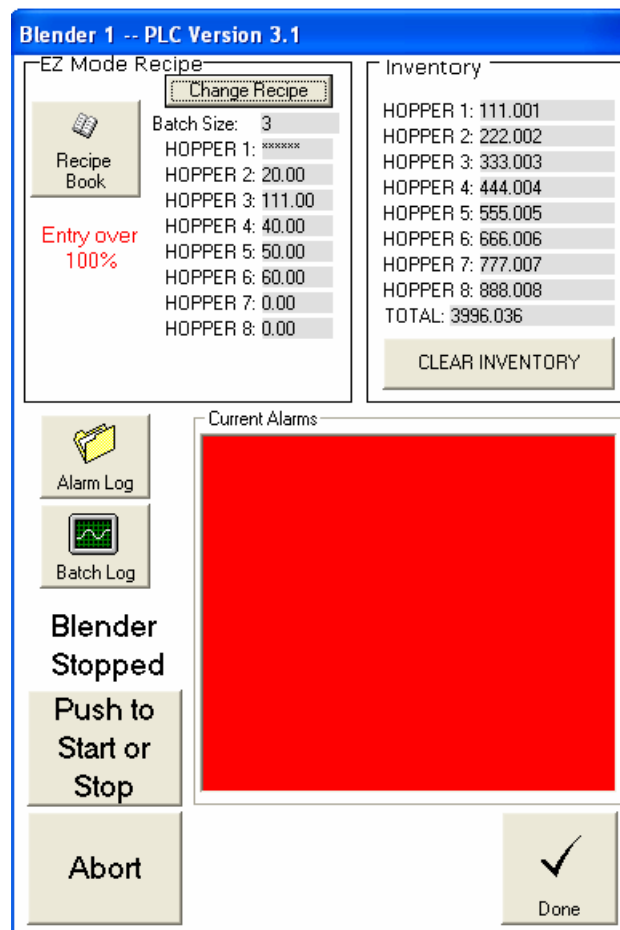 Blender 1 -- PLC Version 3.1
EZ Mode Recipe
Change Recipe
Recipe
Book
Entry over
100%
Batch Size: 3
HOPPER 1: ******
HOPPER 2: 20.00
HOPPER 3: 111.00
HOPPER 4: 40.00
HOPPER 5: 50.00
HOPPER 6: 60.00
HOPPER 7: 0.00
HOPPER 8: 0.00
Inventory
HOPPER 1: 111.001
HOPPER 2: 222.002
HOPPER 3: 333.003
HOPPER 4: 444.004
HOPPER 5: 555.005
HOPPER 6: 666.006
HOPPER 7: 777.007
HOPPER 8: 888.008
TOTAL: 3996.036
CLEAR INVENTORY
Alarm Log
Batch Log
Current Alarms
Blender
Stopped
Push to
Start or
Stop
Abort
Done